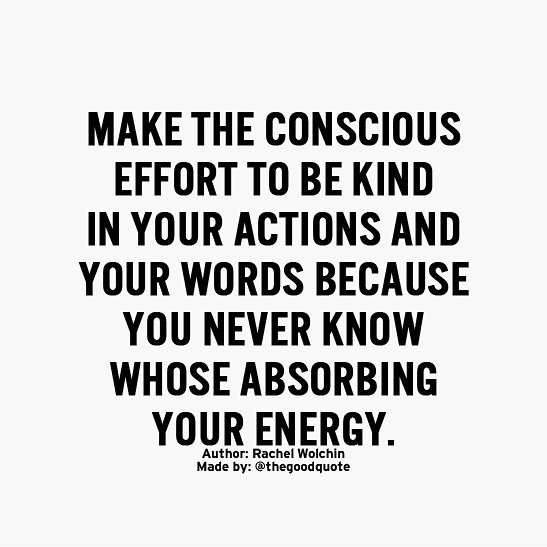 MAKE THE CONSCIOUS
EFFORT TO BE KIND
IN YOUR ACTIONS AND
YOUR WORDS BECAUSE
YOU NEVER KNOW
WHOSE ABSORBING
YOUR ENERGY.
Author: Rachel Wolchin
Made by: @thegoodquote